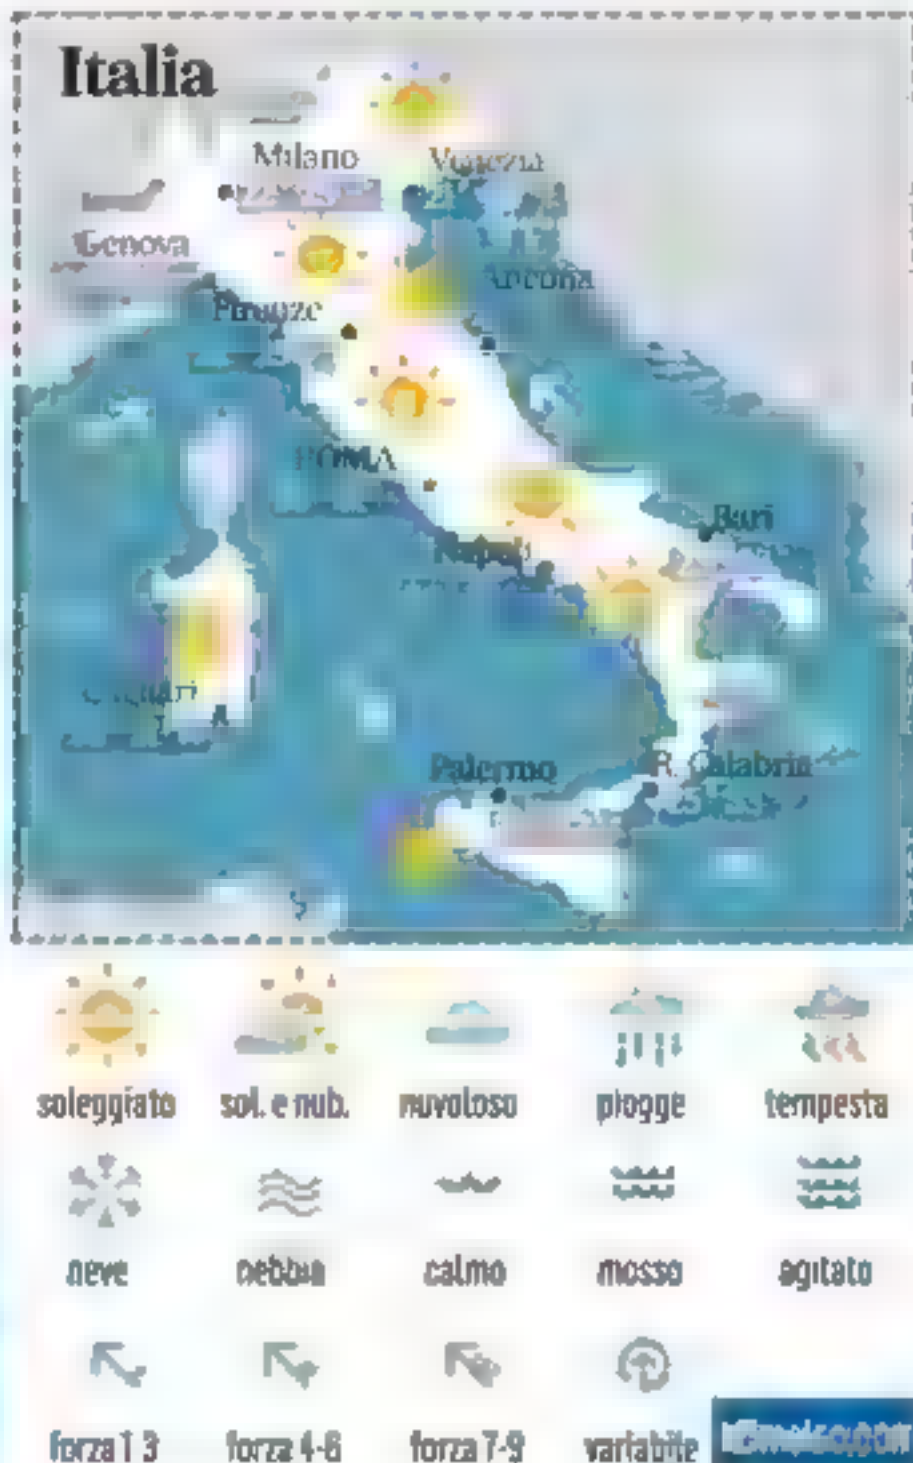 Italia
Milano
Venezia
Genova
Ancona
Firenze
ROMA
Bari
Napoli
Cagliari
Palermo
R. Calabria
soleggiato sol. e nub. nuvoloso piogge tempesta
neve nebbia calmo mosso agitato
forza 1-3 forza 4-6 forza 7-9 variabile